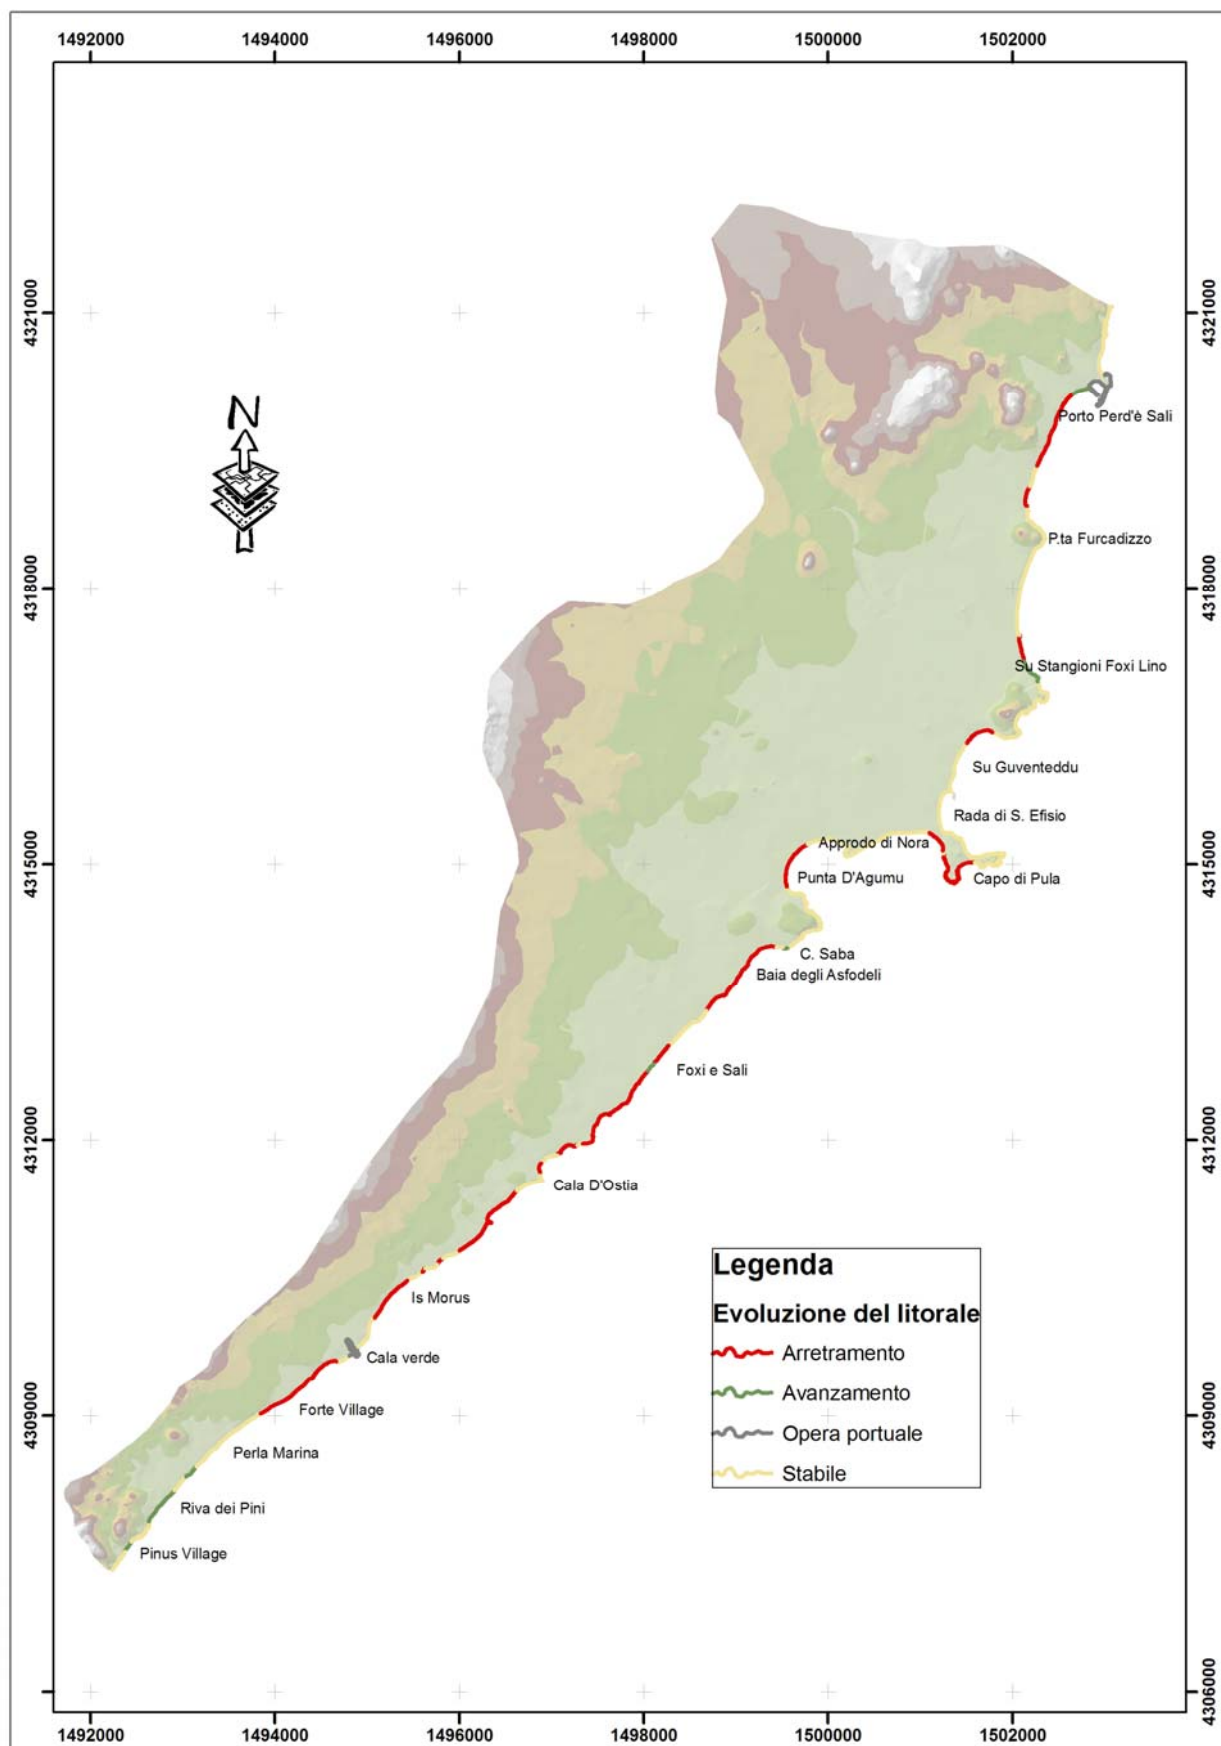 1492000 1494000 1496000 1498000 1500000 1502000
N
4321000 4321000
Porto Perd'è Sali
P.ta Furcadizzo
4318000 4318000
Su Stangioni Foxi Lino
Su Guventeddu
Rada di S. Efisio
Approdo di Nora
4315000 4315000
Punta D'Agumu
Capo di Pula
C. Saba
Baia degli Asfodeli
Foxi e Sali
4312000 4312000
Cala D'Ostia
Is Morus
Cala verde
Forte Village
4309000 4309000
Perla Marina
Riva dei Pini
Pinus Village
Legenda
Evoluzione del litorale
Arretramento
Avanzamento
Opera portuale
Stabile
4306000
1492000 1494000 1496000 1498000 1500000 1502000